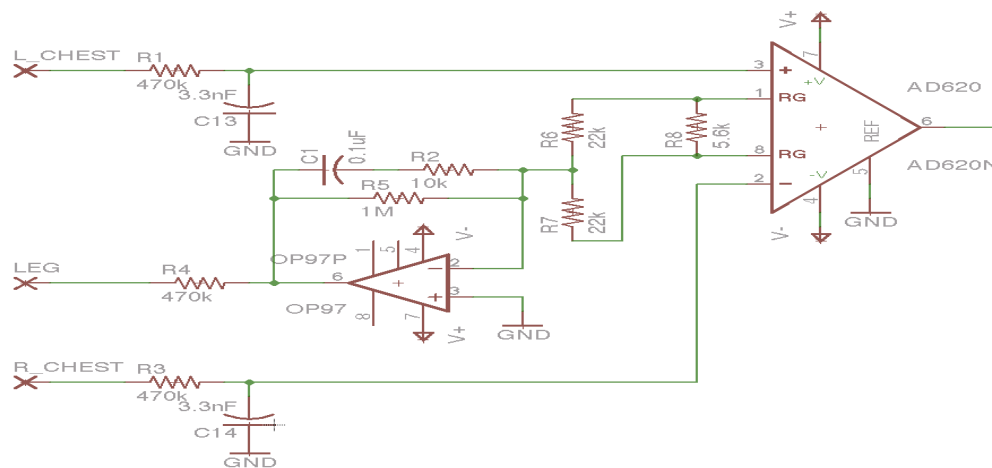 L_CHEST
R1
470k
3.3nF
C13
GND
V+
7
3
+
+V
1
RG
AD620
R6
22k
R8
5.6k
+
REF
6
8
RG
AD620N
2
-
-V
4
5
V-
GND
C1
0.1uF
R2
10k
R5
1M
R7
22k
OP97P
1
5
4
V-
LEG
R4
470k
6
2
-
+
3
+
OP97
8
7
V+
GND
R_CHEST
R3
470k
3.3nF
C14
GND